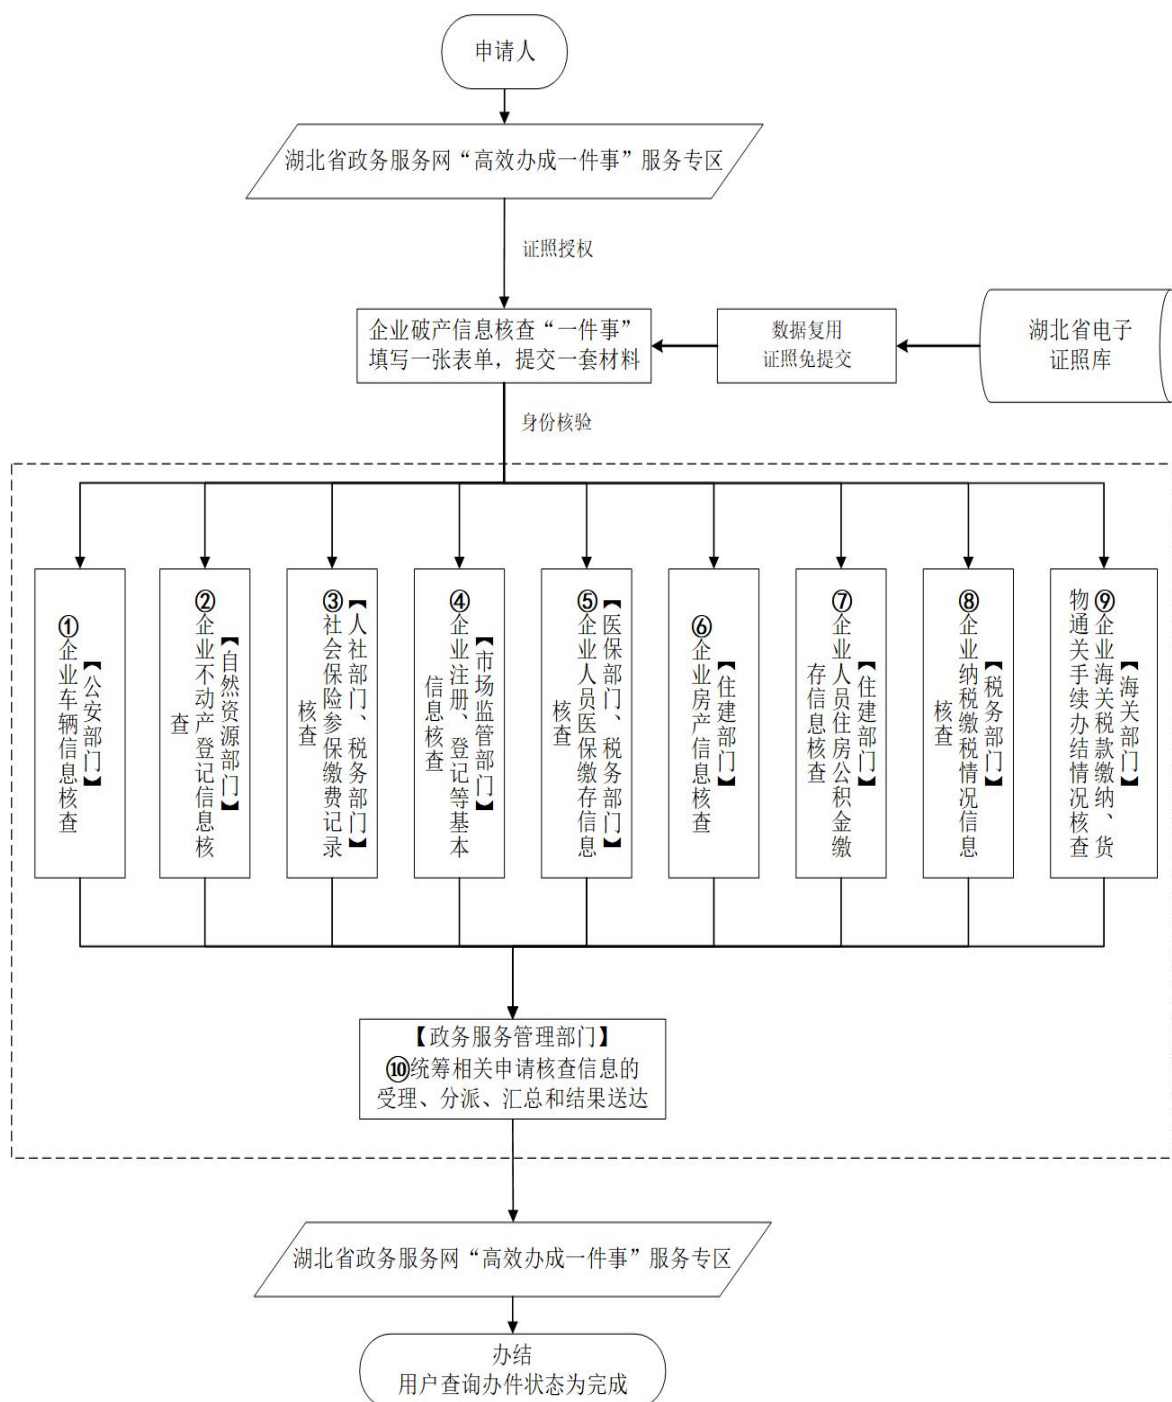 申请人
湖北省政务服务网“高效办成一件事”服务专区
证照授权
企业破产信息核查“一件事”
填写一张表单，提交一套材料
数据复用
证照免提交
湖北省电子
证照库
身份核验
【公安部门】
①企业车辆信息核查
【自然资源部门】
②企业不动产登记信息核
查
【人社部门、税务部门】
③社会保险参保缴费记录
核查
【市场监管部门】
④企业注册、登记等基本
信息核查
【医保部门、税务部门】
⑤企业人员医保缴存信息
核查
【住建部门】
⑥企业房产信息核查
【住建部门】
⑦企业人员住房公积金缴
存信息核查
【税务部门】
⑧企业纳税缴税情况信息
核查
【海关部门】
⑨企业海关税款缴纳、货
物通关手续办结情况核查
【政务服务管理部门】
⑩统筹相关申请核查信息的
受理、分派、汇总和结果送达
湖北省政务服务网“高效办成一件事”服务专区
办结
用户查询办件状态为完成